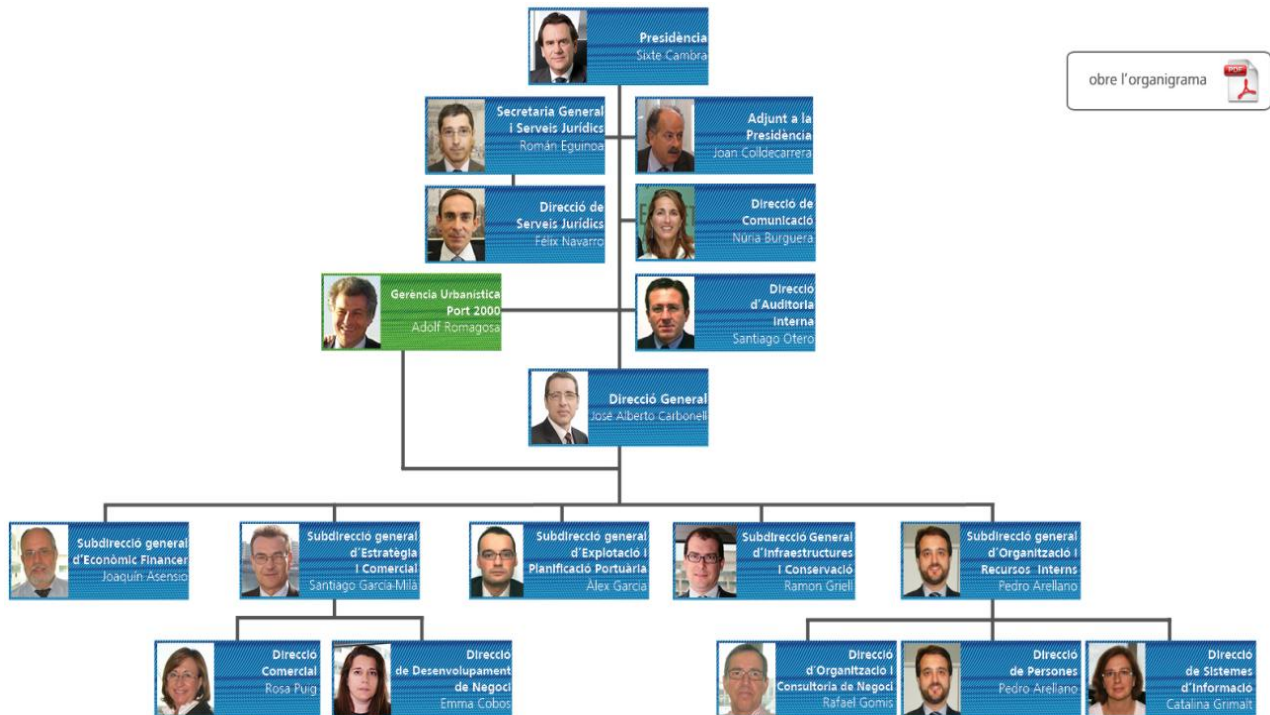 Presidència
Sixte Cambra
obre l'organigrama
PDF
Secretaria General
i Serveis Jurídics
Román Eguinoa
Adjunt a la
Presidència
Joan Colldecarrera
Direcció de
Serveis Jurídics
Félix Navarro
Direcció de
Comunicació
Núria Burguera
Gerència Urbanística
Port 2000
Adolf Romagosa
Direcció
d'Auditoria
Interna
Santiago Otero
Direcció General
José Alberto Carbonell
Subdirecció general
d'Econòmic Financer
Joaquín Asensio
Subdirecció general
d'Estratègia
i Comercial
Santiago García-Milà
Subdirecció general
d'Explotació i
Planificació Portuària
Àlex García
Subdirecció General
d'Infraestructures
i Conservació
Ramon Griell
Subdirecció general
d'Organització i
Recursos Interns
Pedro Arellano
Direcció
Comercial
Rosa Puig
Direcció
de Desenvolupament
de Negoci
Emma Cobos
Direcció
d'Organització i
Consultoria de Negoci
Rafael Gomis
Direcció
de Persones
Pedro Arellano
Direcció
de Sistemes
d'Informació
Catalina Grimalt